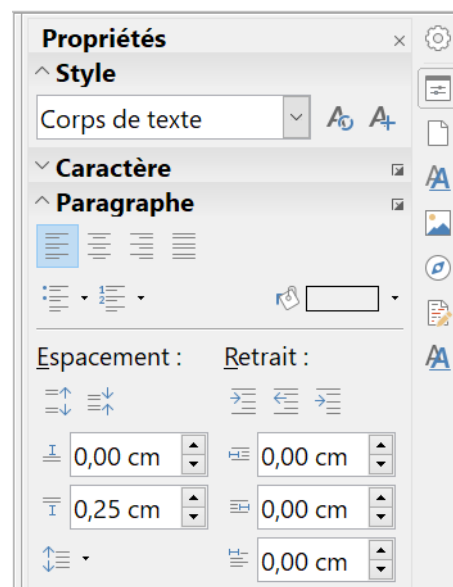 Propriétés
Style
Corps de texte
Caractère
Paragraphe
Espacement : Retrait :
0,00 cm 0,00 cm
0,25 cm 0,00 cm
0,00 cm